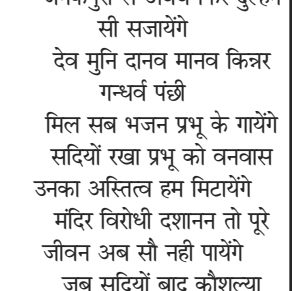 सी सजायेंगे
देव मुनि दानव मानव किन्नर
गन्धर्व पंछी
मिल सब भजन प्रभू के गायेंगे
सदियों रखा प्रभू को वनवास
उनका अस्तित्व हम मिटायेंगे
मंदिर विरोधी दशानन तो पूरे
जीवन अब सौ नही पायेंगे
जब सदियों बाद कौशल्या